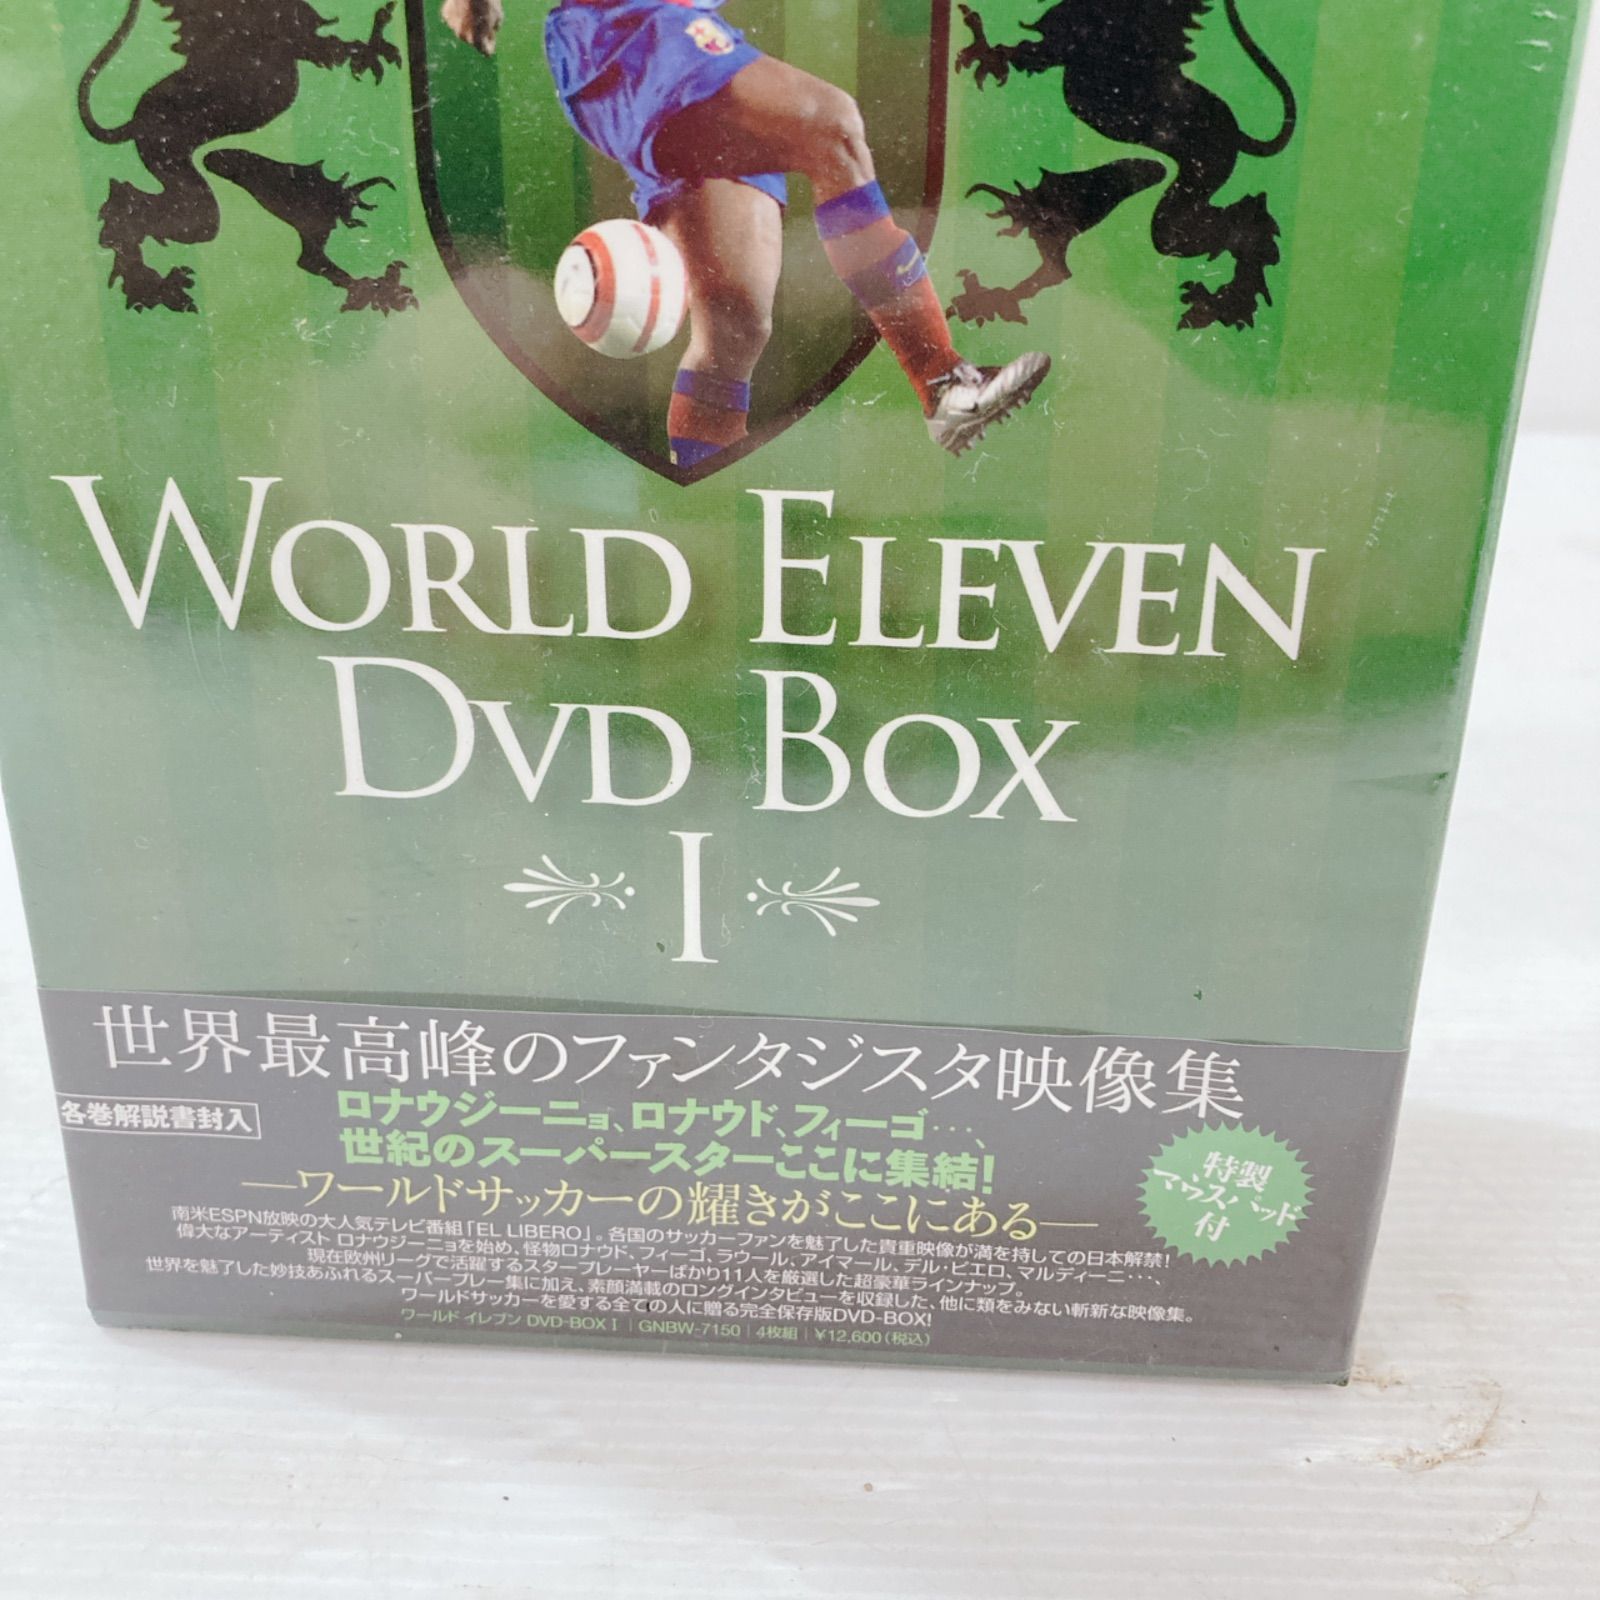 WORLD ELEVEN
DVD BOX
I
世界最高峰のファンタジスタ映像集
各巻解説書封入
ロナウジーニョ、ロナウド、フィーゴ･･･、
世紀のスーパースターここに集結!
―ワールドサッカーの耀きがここにある―
特製
マウスパッド
付
南米ESPN放映の大人気テレビ番組「EL LIBERO」。各国のサッカーファンを魅了した貴重映像が満を持しての日本解禁!
偉大なアーティスト ロナウジーニョを始め、怪物ロナウド、フィーゴ、ラウール、アイマール、デル・ピエロ、マルディーニ･･･、
現在欧州リーグで活躍するスタープレーヤーばかり11人を厳選した超豪華ラインナップ。
世界を魅了した妙技あふれるスーパープレー集に加え、素顔満載のロングインタビューを収録した、他に類をみない斬新な映像集。
ワールドサッカーを愛する全ての人に贈る完全保存版DVD-BOX!
ワールド イレブン DVD-BOX I | GNBW-7150 | 4枚組 | ¥12,600(税込)